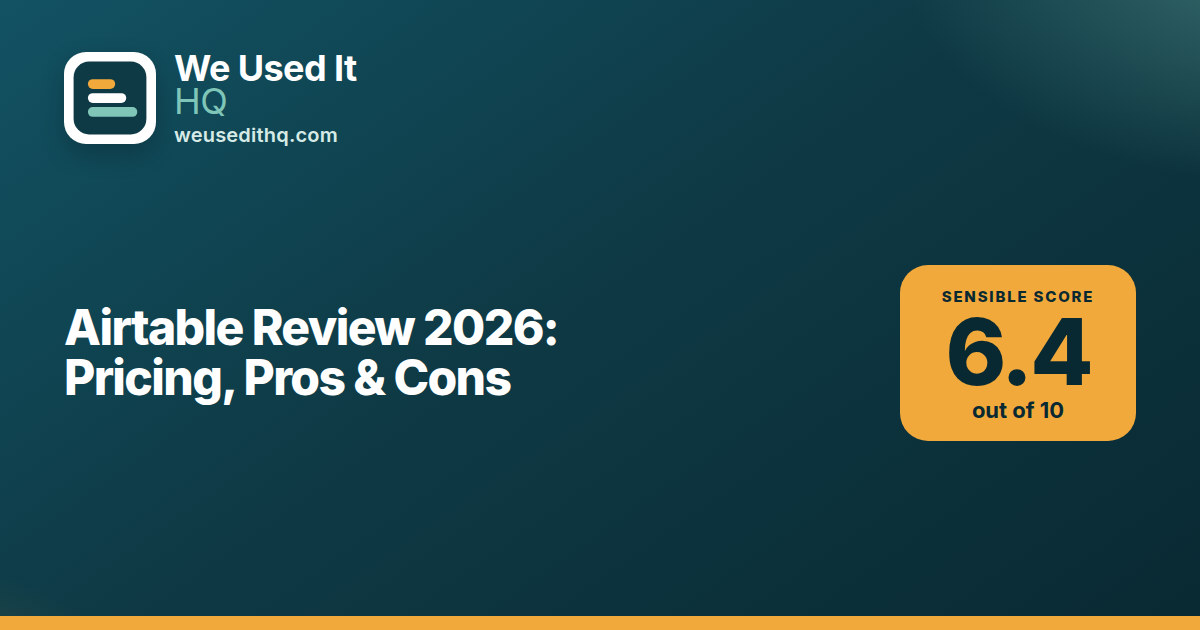 We Used It
HQ
weusedithq.com
Airtable Review 2026:
Pricing, Pros & Cons
SENSIBLE SCORE
6.4
out of 10